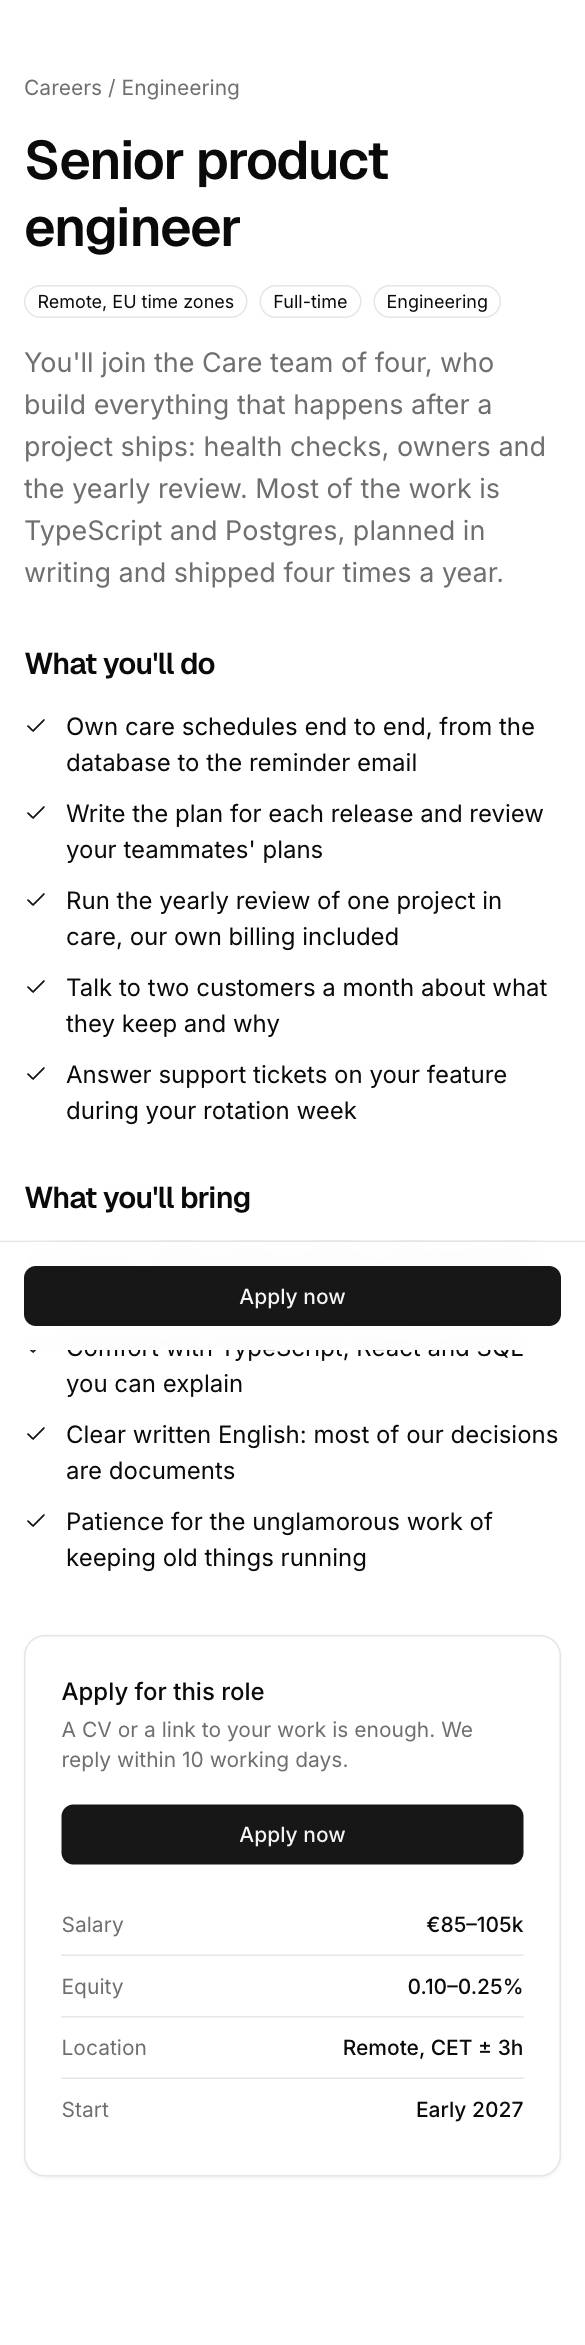 Careers / Engineering
Senior product
engineer
Remote, EU time zones
Full-time
Engineering
You'll join the Care team of four, who
build everything that happens after a
project ships: health checks, owners and
the yearly review. Most of the work is
TypeScript and Postgres, planned in
writing and shipped four times a year.
What you'll do
Own care schedules end to end, from the
database to the reminder email
Write the plan for each release and review
your teammates' plans
Run the yearly review of one project in
care, our own billing included
Talk to two customers a month about what
they keep and why
Answer support tickets on your feature
during your rotation week
What you'll bring
Apply now
Comfort with TypeScript, React and SQL
you can explain
Clear written English: most of our decisions
are documents
Patience for the unglamorous work of
keeping old things running
Apply for this role
A CV or a link to your work is enough. We
reply within 10 working days.
Apply now
Salary €85–105k
Equity 0.10–0.25%
Location Remote, CET ± 3h
Start Early 2027